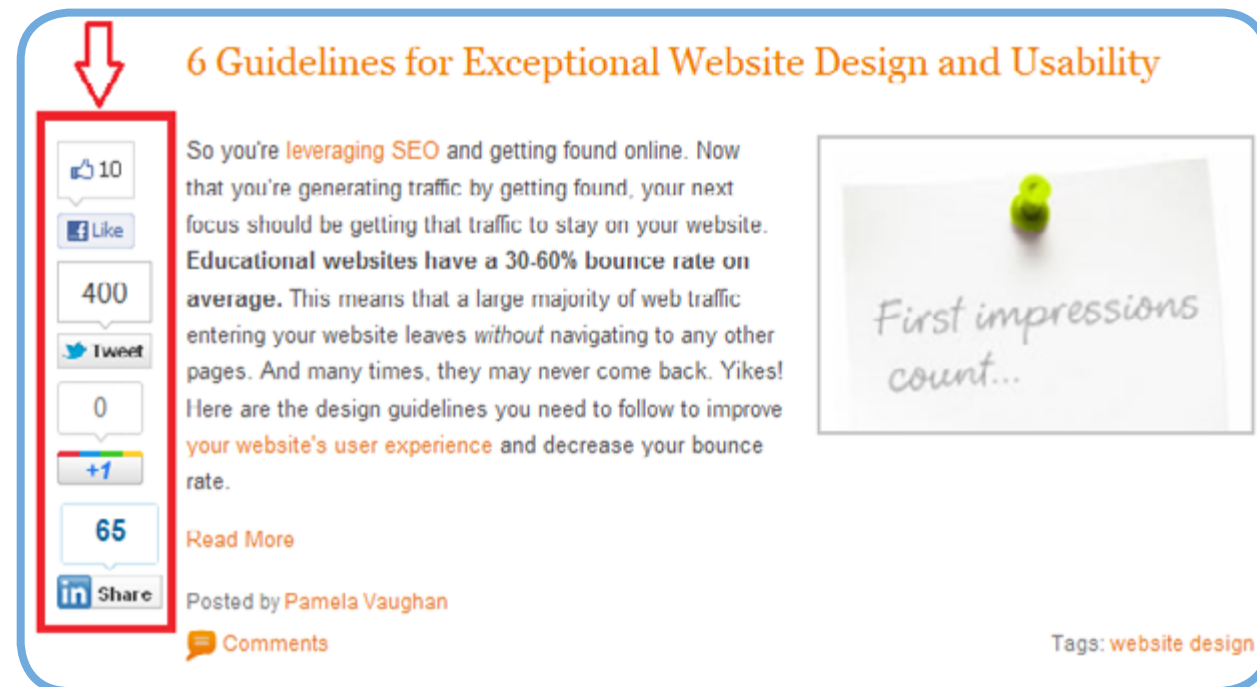 6 Guidelines for Exceptional Website Design and Usability
10
Like
400
Tweet
0
+1
65
in Share
So you're leveraging SEO and getting found online. Now
that you're generating traffic by getting found, your next
focus should be getting that traffic to stay on your website.
Educational websites have a 30-60% bounce rate on
average. This means that a large majority of web traffic
entering your website leaves without navigating to any other
pages. And many times, they may never come back. Yikes!
Here are the design guidelines you need to follow to improve
your website's user experience and decrease your bounce
rate.
Read More
Posted by Pamela Vaughan
Comments
First impressions
count...
Tags: website design